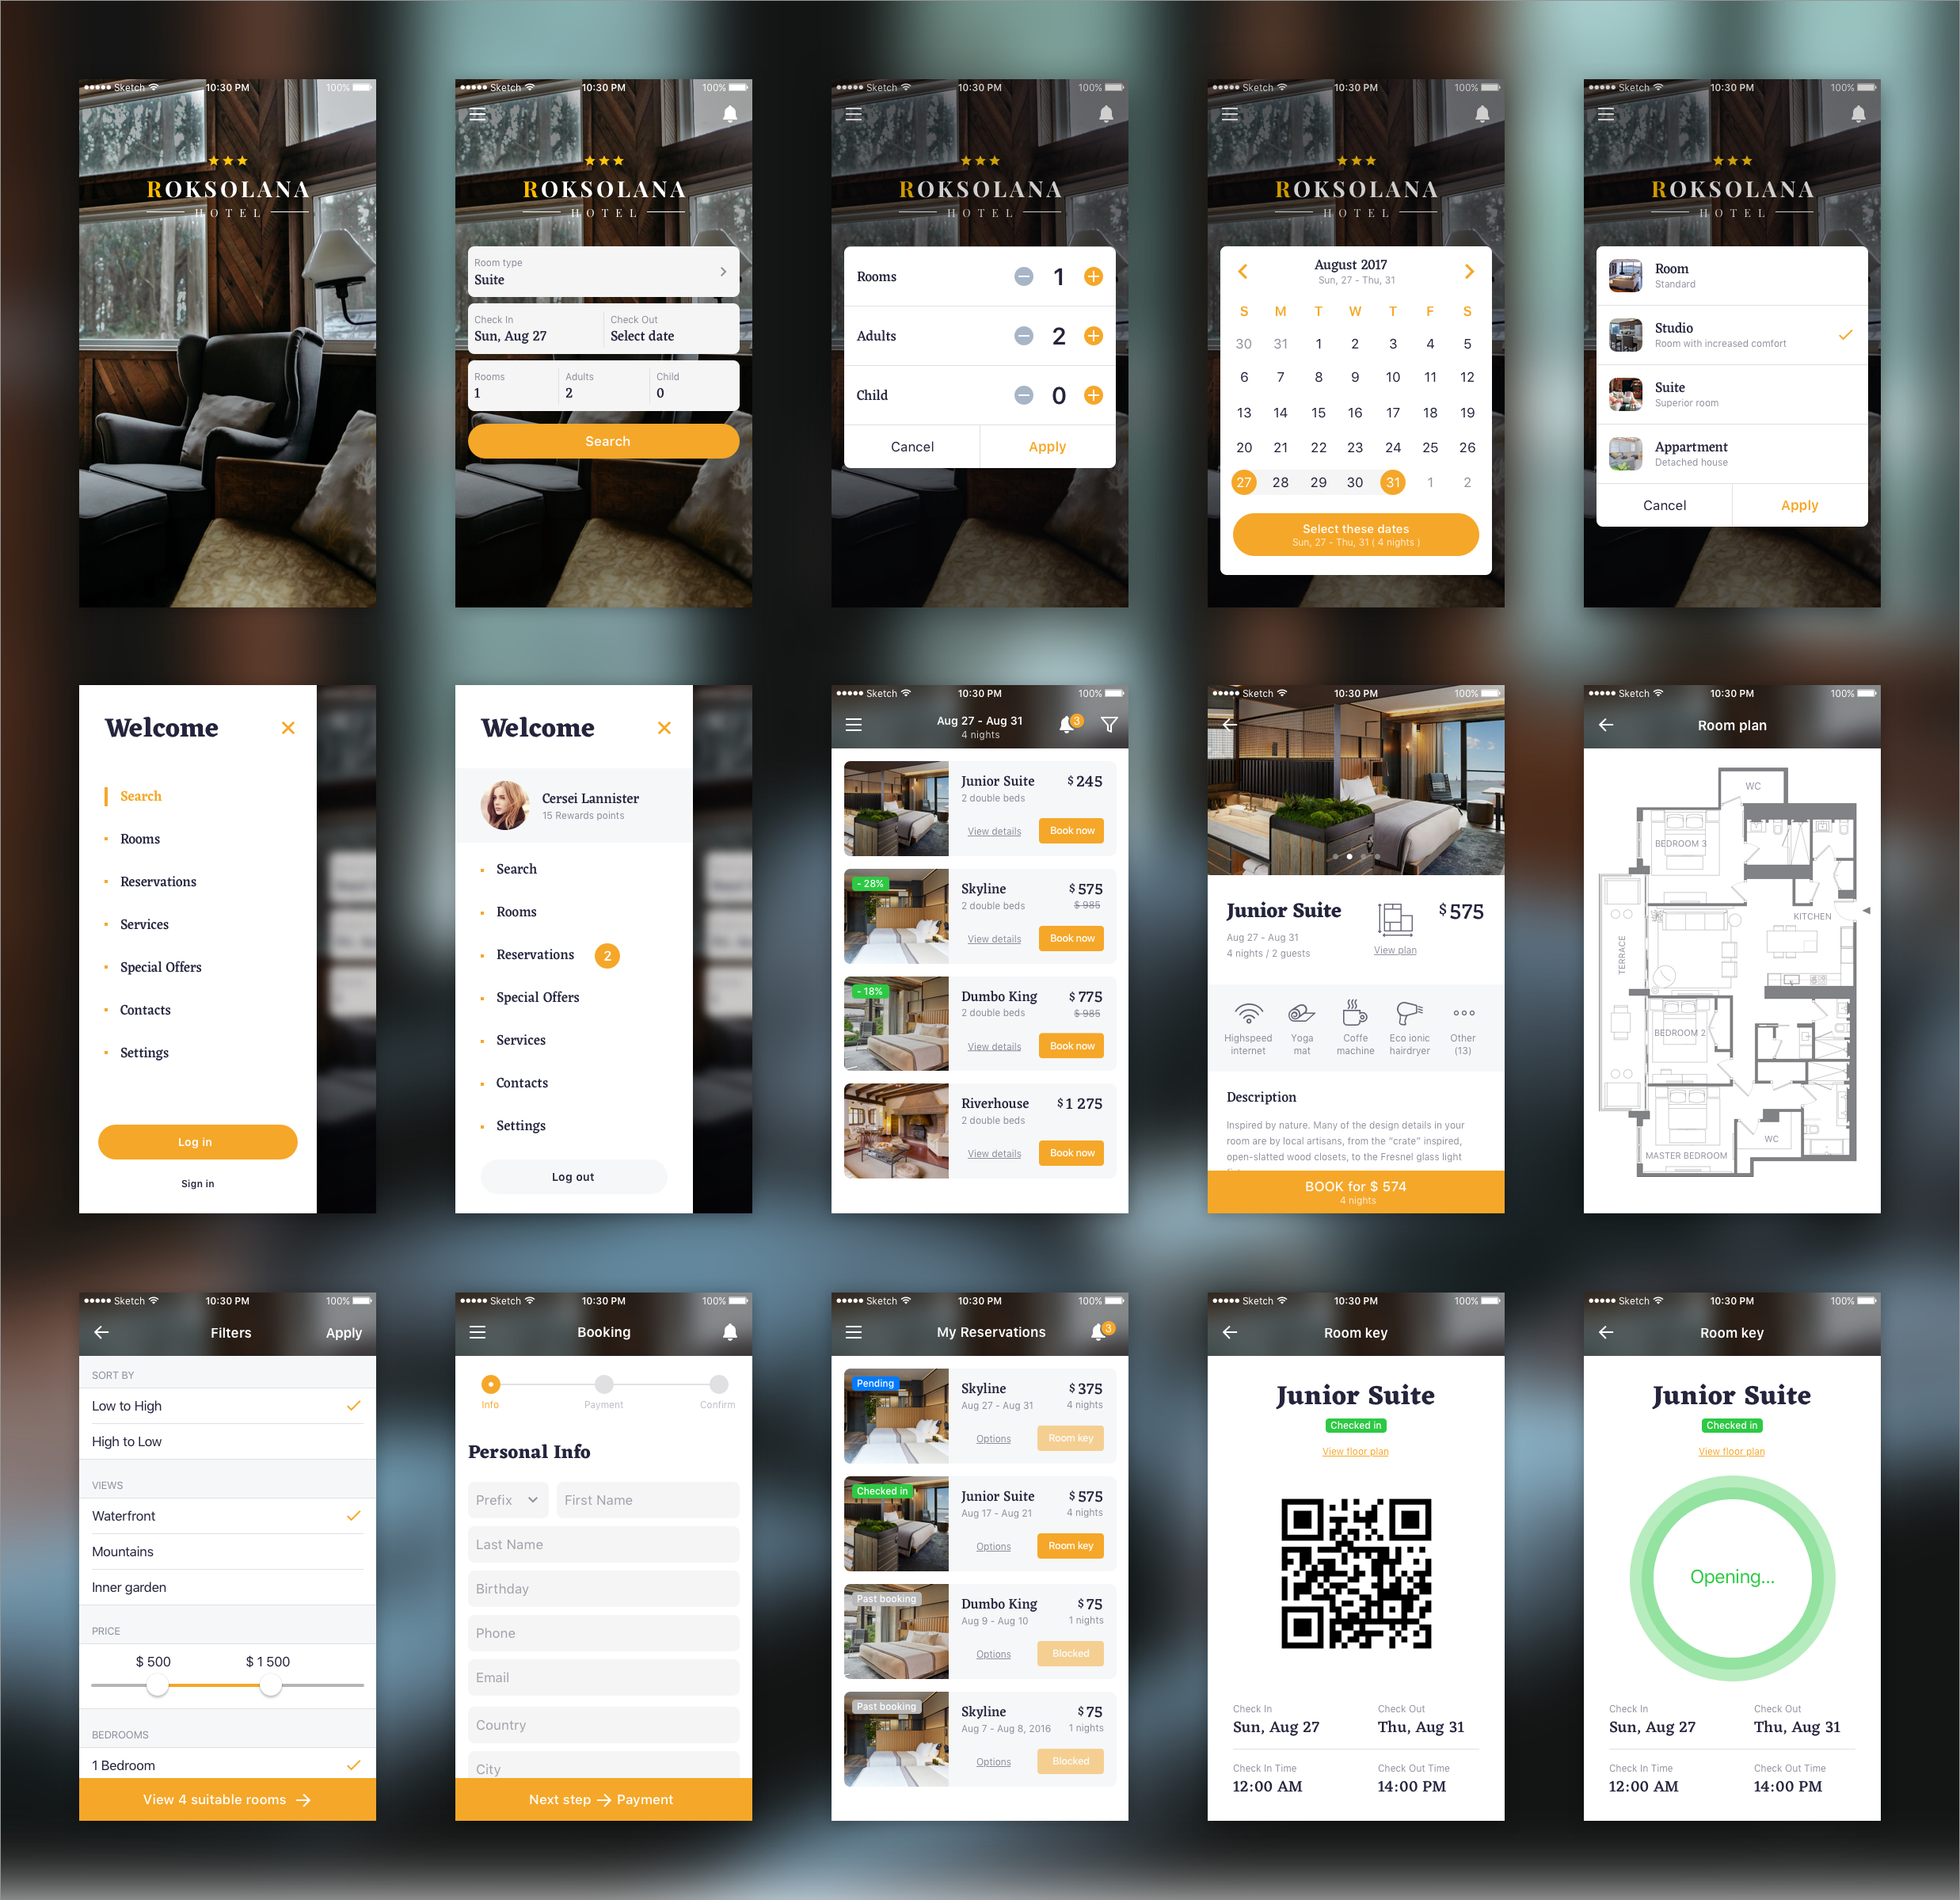 Sketch 10:30 PM 100%
ROKSOLANA
HOTEL
Sketch 10:30 PM 100%
ROKSOLANA
HOTEL
Room type
Suite
Check In Check Out
Sun, Aug 27 Select date
Rooms Adults Child
1 2 0
Search
Sketch 10:30 PM 100%
ROKSOLANA
HOTEL
Rooms 1
Adults 2
Child 0
Cancel Apply
Sketch 10:30 PM 100%
ROKSOLANA
HOTEL
August 2017
Sun, 27 - Thu, 31
S M T W T F S
30 31 1 2 3 4 5
6 7 8 9 10 11 12
13 14 15 16 17 18 19
20 21 22 23 24 25 26
27 28 29 30 31 1 2
Select these dates
Sun, 27 - Thu, 31 ( 4 nights )
Sketch 10:30 PM 100%
ROKSOLANA
HOTEL
Room
Standard
Studio
Room with increased comfort
Suite
Superior room
Appartment
Detached house
Cancel Apply
Welcome
Search
Rooms
Reservations
Services
Special Offers
Contacts
Settings
Log in
Sign in
Welcome
Cersei Lannister
15 Rewards points
Search
Rooms
Reservations 2
Special Offers
Services
Contacts
Settings
Log out
Sketch 10:30 PM 100%
Aug 27 - Aug 31 3
4 nights
Junior Suite $ 245
2 double beds
View details Book now
- 28%
Skyline $ 575
2 double beds $ 985
View details Book now
- 18%
Dumbo King $ 775
2 double beds $ 985
View details Book now
Riverhouse $ 1 275
2 double beds
View details Book now
Sketch 10:30 PM 100%
Junior Suite $ 575
Aug 27 - Aug 31
4 nights / 2 guests View plan
Highspeed internet
Yoga mat
Coffe machine
Eco ionic hairdryer
Other (13)
Description
Inspired by nature. Many of the design details in your
room are by local artisans, from the “crate” inspired,
open-slatted wood closets, to the Fresnel glass light
BOOK for $ 574
4 nights
Sketch 10:30 PM 100%
Room plan
WC
BEDROOM 3
KITCHEN
TERRACE
BEDROOM 2
WC
MASTER BEDROOM
Sketch 10:30 PM 100%
Filters Apply
SORT BY
Low to High
High to Low
VIEWS
Waterfront
Mountains
Inner garden
PRICE
$ 500 $ 1 500
BEDROOMS
1 Bedroom
View 4 suitable rooms
Sketch 10:30 PM 100%
Booking
Info Payment Confirm
Personal Info
Prefix First Name
Last Name
Birthday
Phone
Email
Country
City
Next step Payment
Sketch 10:30 PM 100%
My Reservations 3
Pending
Skyline $ 375
Aug 27 - Aug 31 4 nights
Options Room key
Checked in
Junior Suite $ 575
Aug 17 - Aug 21 4 nights
Options Room key
Past booking
Dumbo King $ 75
Aug 9 - Aug 10 1 nights
Options Blocked
Past booking
Skyline $ 75
Aug 7 - Aug 8, 2016 1 nights
Options Blocked
Sketch 10:30 PM 100%
Room key
Junior Suite
Checked in
View floor plan
Check In Check Out
Sun, Aug 27 Thu, Aug 31
Check In Time Check Out Time
12:00 AM 14:00 PM
Sketch 10:30 PM 100%
Room key
Junior Suite
Checked in
View floor plan
Opening...
Check In Check Out
Sun, Aug 27 Thu, Aug 31
Check In Time Check Out Time
12:00 AM 14:00 PM